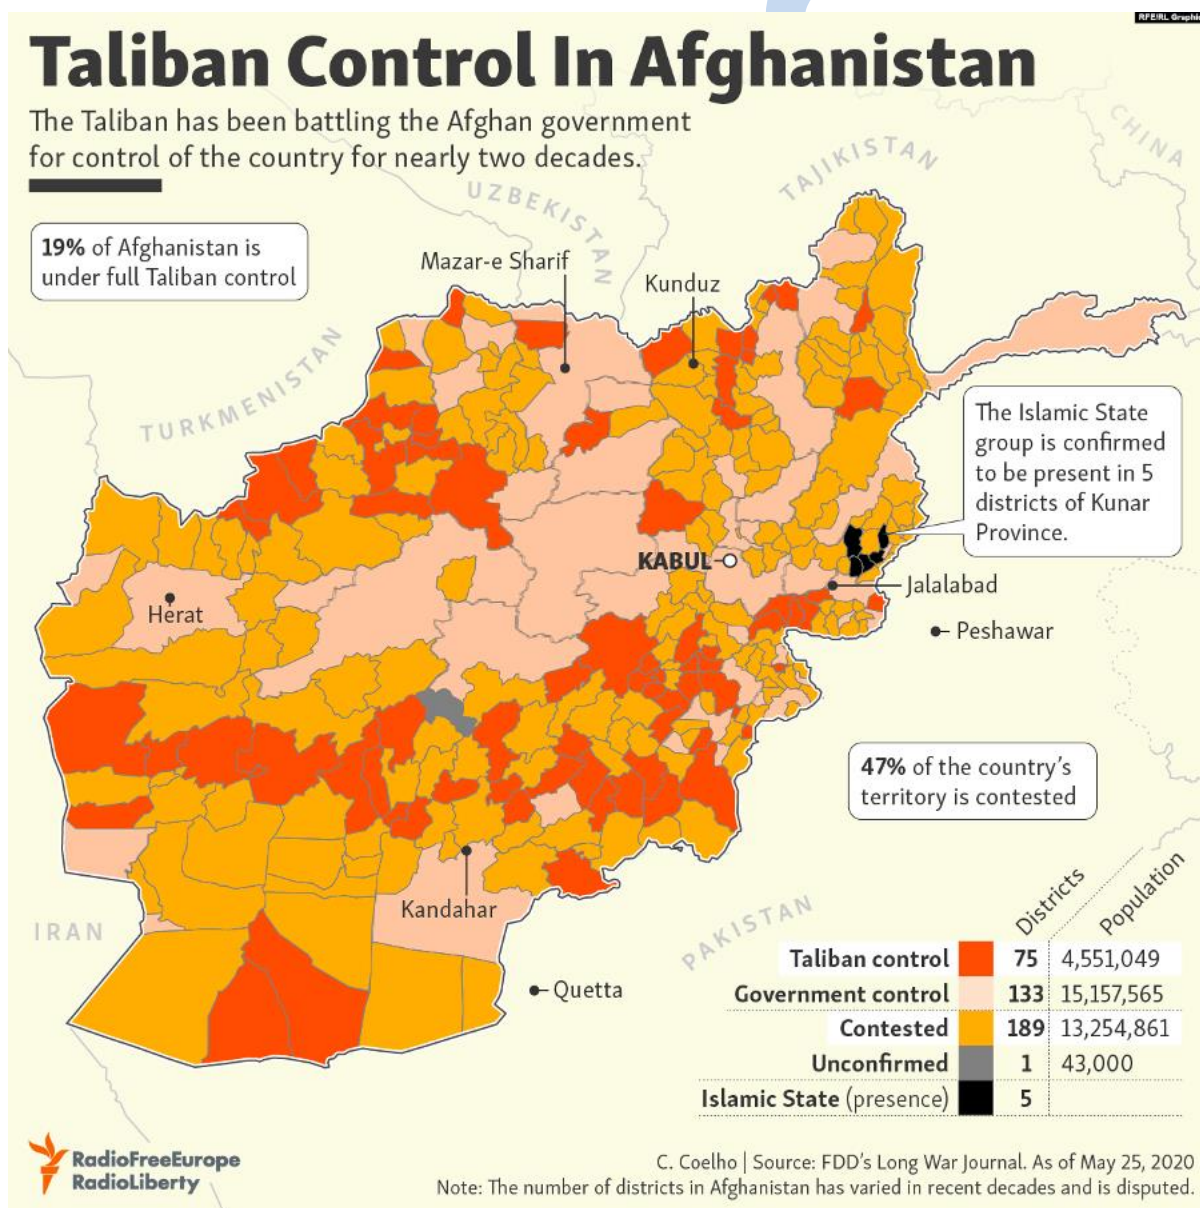 RFE/RL Graphics
Taliban Control In Afghanistan
The Taliban has been battling the Afghan government
for control of the country for nearly two decades.
CHINA
TAJIKISTAN
UZBEKISTAN
19% of Afghanistan is
under full Taliban control
Mazar-e Sharif
Kunduz
TURKMENISTAN
The Islamic State
group is confirmed
to be present in 5
districts of Kunar
Province.
KABUL
Jalalabad
Herat
Peshawar
47% of the country's
territory is contested
Kandahar
IRAN
PAKISTAN
Quetta
Districts Population
Taliban control 75 4,551,049
Government control 133 15,157,565
Contested 189 13,254,861
Unconfirmed 1 43,000
Islamic State (presence) 5
RadioFreeEurope
RadioLiberty
C. Coelho | Source: FDD's Long War Journal. As of May 25, 2020
Note: The number of districts in Afghanistan has varied in recent decades and is disputed.